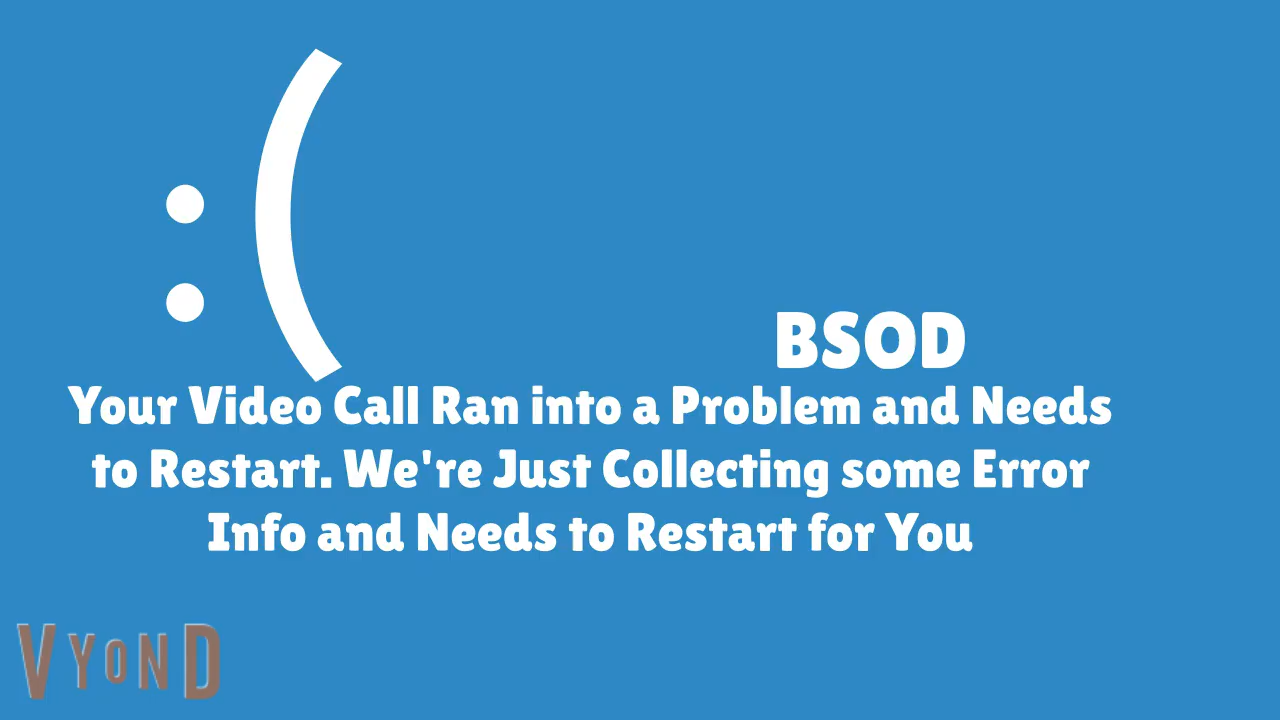 :(
BSOD
Your Video Call Ran into a Problem and Needs
to Restart. We're Just Collecting some Error
Info and Needs to Restart for You
VYOND